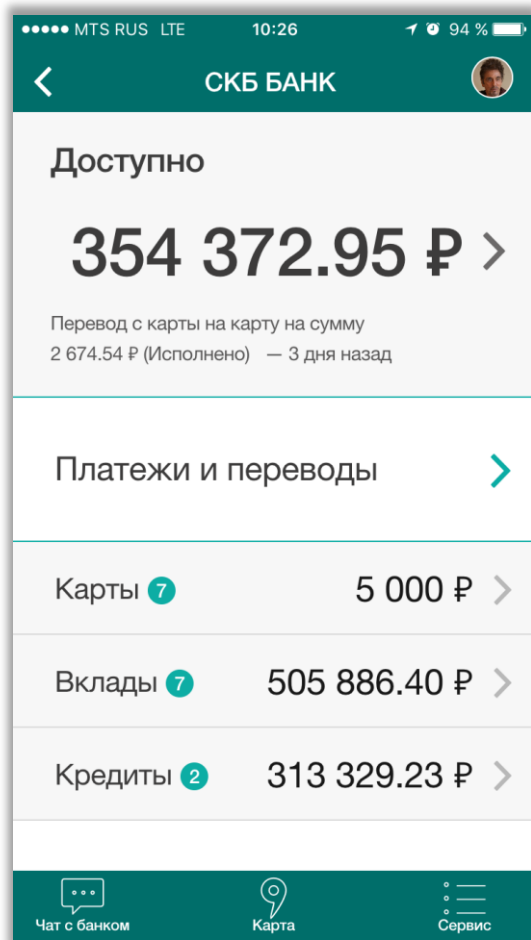 MTS RUS LTE 10:26 94 %
СКБ БАНК
Доступно
354 372.95 ₽
Перевод с карты на карту на сумму
2 674.54 ₽ (Исполнено) — 3 дня назад
Платежи и переводы
Карты 7 5 000 ₽
Вклады 7 505 886.40 ₽
Кредиты 2 313 329.23 ₽
Чат с банком Карта Сервис